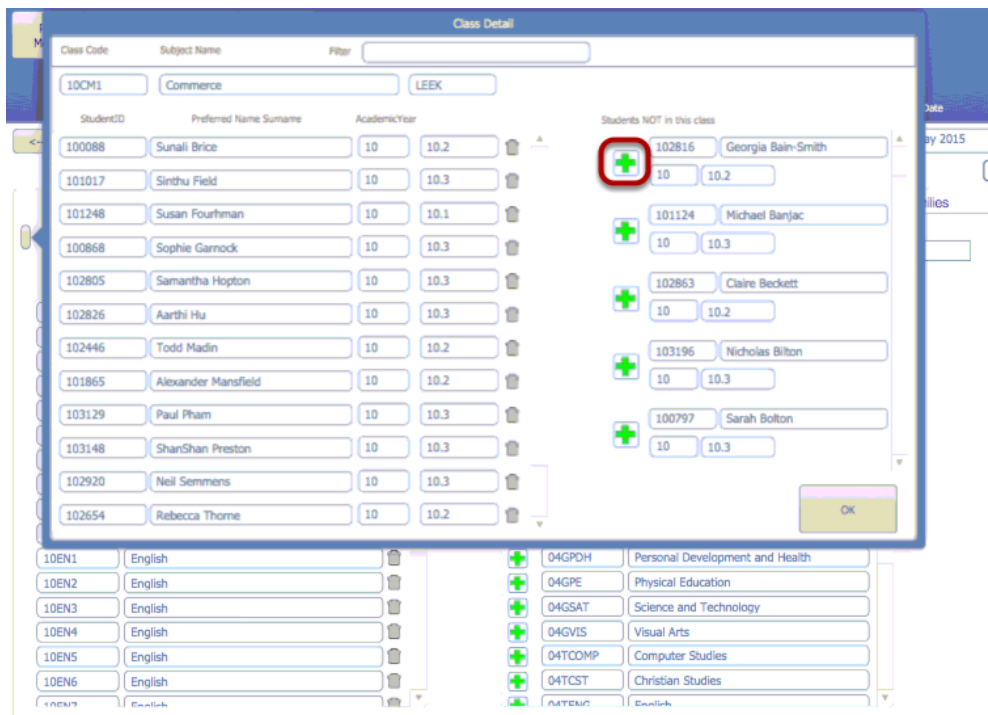 Class Detail
Class Code Subject Name Filter
10CM1 Commerce LEEK
StudentID Preferred Name Surname AcademicYear Students NOT in this class
Date
100088 Sunali Brice 10 10.2 102816 Georgia Bain-Smith
<-
ay 2015
10 10.2
101017 Sinthu Field 10 10.3
101248 Susan Fourhman 10 10.1 101124 Michael Banjac
ilies
100868 Sophie Garnock 10 10.3 10 10.3
102805 Samantha Hopton 10 10.3 102863 Claire Beckett
102826 Aarthi Hu 10 10.3 10 10.2
102446 Todd Madin 10 10.2 103196 Nicholas Bilton
101865 Alexander Mansfield 10 10.2 10 10.3
103129 Paul Pham 10 10.3 100797 Sarah Bolton
103148 ShanShan Preston 10 10.3 10 10.3
102920 Neil Semmens 10 10.3
102654 Rebecca Thorne 10 10.2 OK
10EN1 English 04GPDH Personal Development and Health
10EN2 English 04GPE Physical Education
10EN3 English 04GSAT Science and Technology
10EN4 English 04GVIS Visual Arts
10EN5 English 04TCOMP Computer Studies
10EN6 English 04TCST Christian Studies
10EN7 English 04TENG English